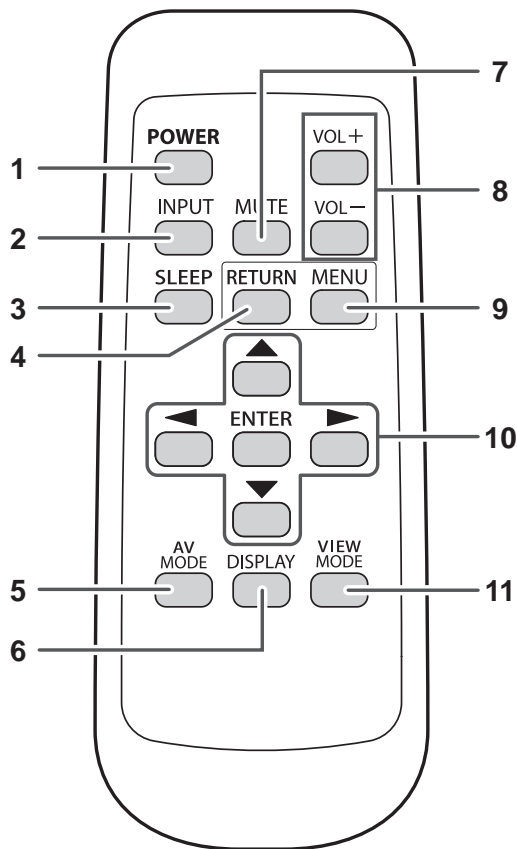 7
POWER
VOL+
1
8
INPUT MUTE
VOL−
2
SLEEP RETURN MENU
3
9
4
ENTER
10
AV MODE
DISPLAY
VIEW MODE
5
11
6